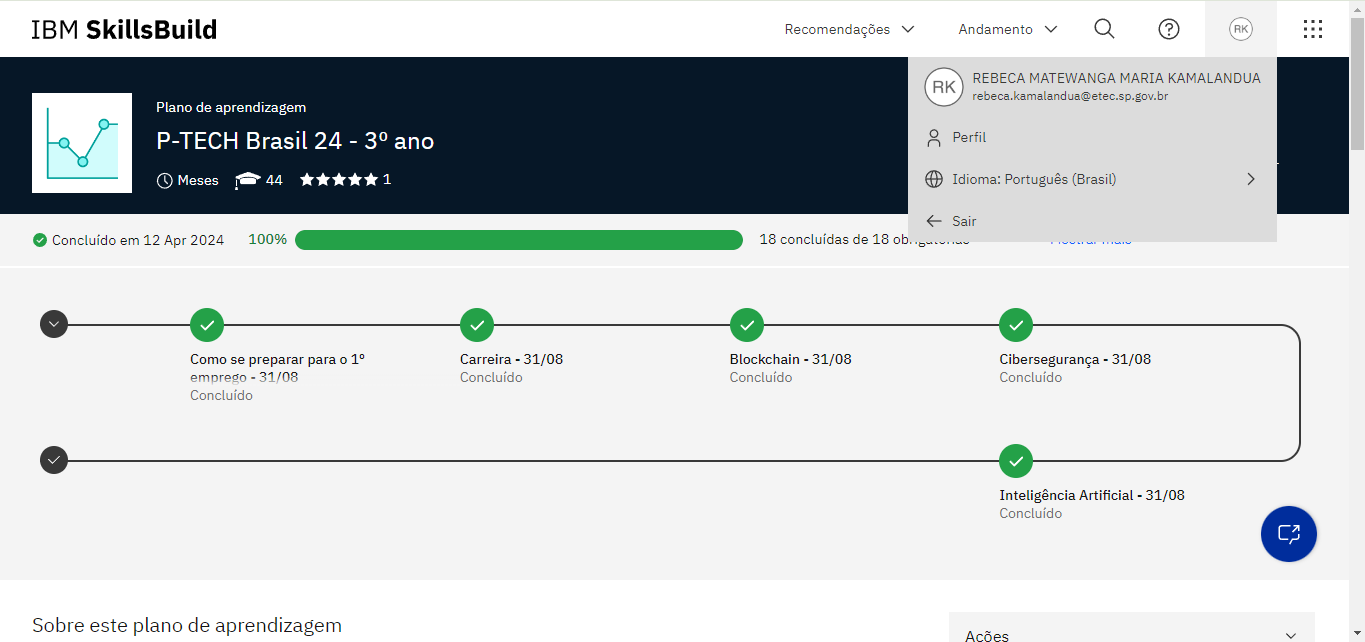 IBM SkillsBuild
Recomendações
Andamento
RK
RK
REBECA MATEWANGA MARIA KAMALANDUA
rebeca.kamalandua@etec.sp.gov.br
Perfil
Idioma: Português (Brasil)
Sair
Plano de aprendizagem
P-TECH Brasil 24 - 3º ano
Meses
44
1
Concluído em 12 Apr 2024
100%
18 concluídas de 18 obrigatórias
Mostrar mais
Como se preparar para o 1º
emprego - 31/08
Concluído
Carreira - 31/08
Concluído
Blockchain - 31/08
Concluído
Cibersegurança - 31/08
Concluído
Inteligência Artificial - 31/08
Concluído
Sobre este plano de aprendizagem
Ações